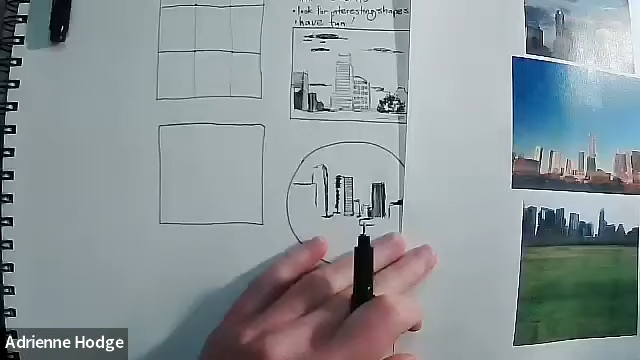 • look for interesting shapes
• have fun!
Adrienne Hodge